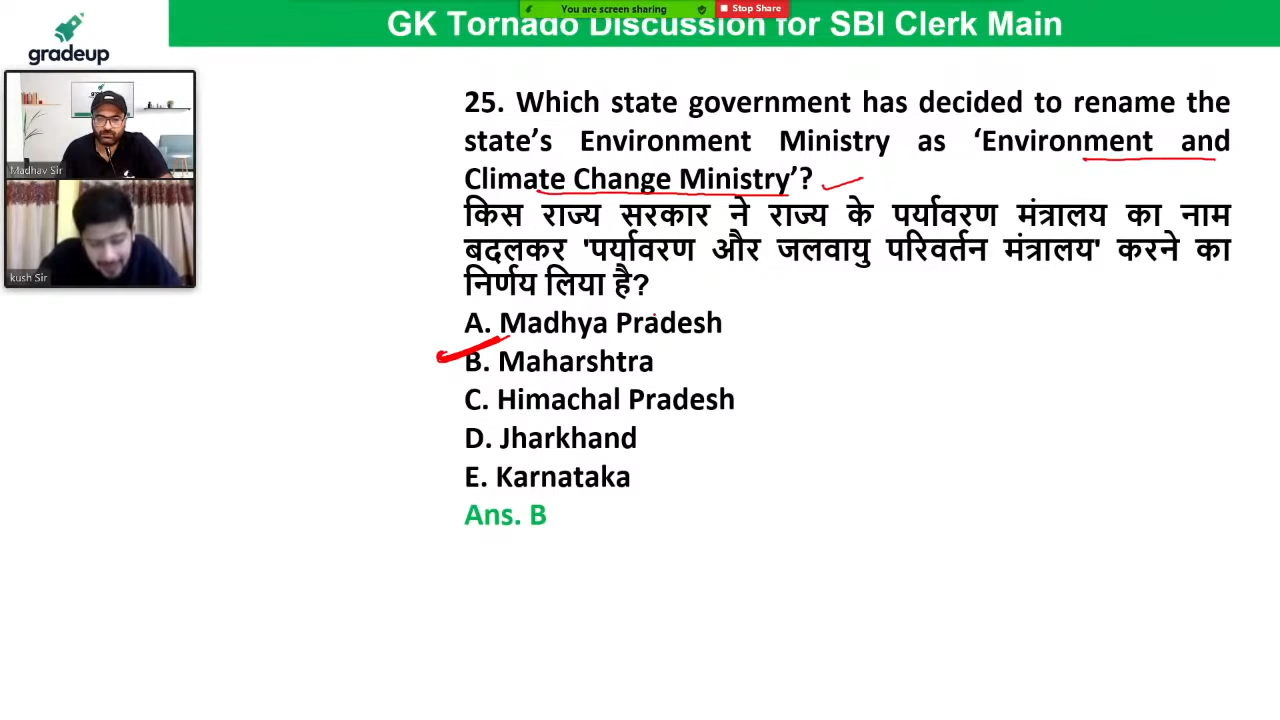 You are screen sharing
Stop Share
GK Tornado Discussion for SBI Clerk Main
gradeup
Madhav Sir
kush Sir
25. Which state government has decided to rename the
state’s Environment Ministry as ‘Environment and
Climate Change Ministry’?
किस राज्य सरकार ने राज्य के पर्यावरण मंत्रालय का नाम
बदलकर 'पर्यावरण और जलवायु परिवर्तन मंत्रालय' करने का
निर्णय लिया है?
A. Madhya Pradesh
B. Maharshtra
C. Himachal Pradesh
D. Jharkhand
E. Karnataka
Ans. B